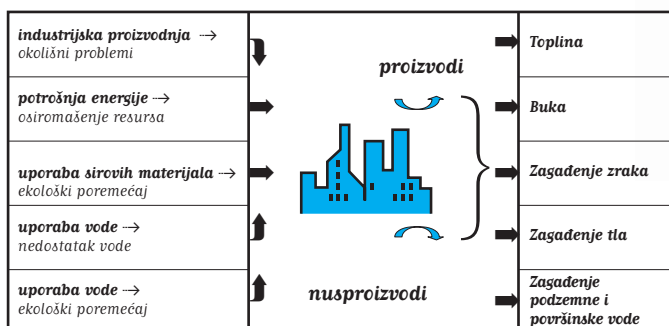 industrijska proizvodnja ⤍
okolišni problemi
potrošnja energije ⤍
osiromašenje resursa
uporaba sirovih materijala ⤍
ekološki poremećaj
uporaba vode ⤍
nedostatak vode
uporaba vode ⤍
ekološki poremećaj
proizvodi
nusproizvodi
Toplina
Buka
Zagađenje zraka
Zagađenje tla
Zagađenje
podzemne i
površinske vode